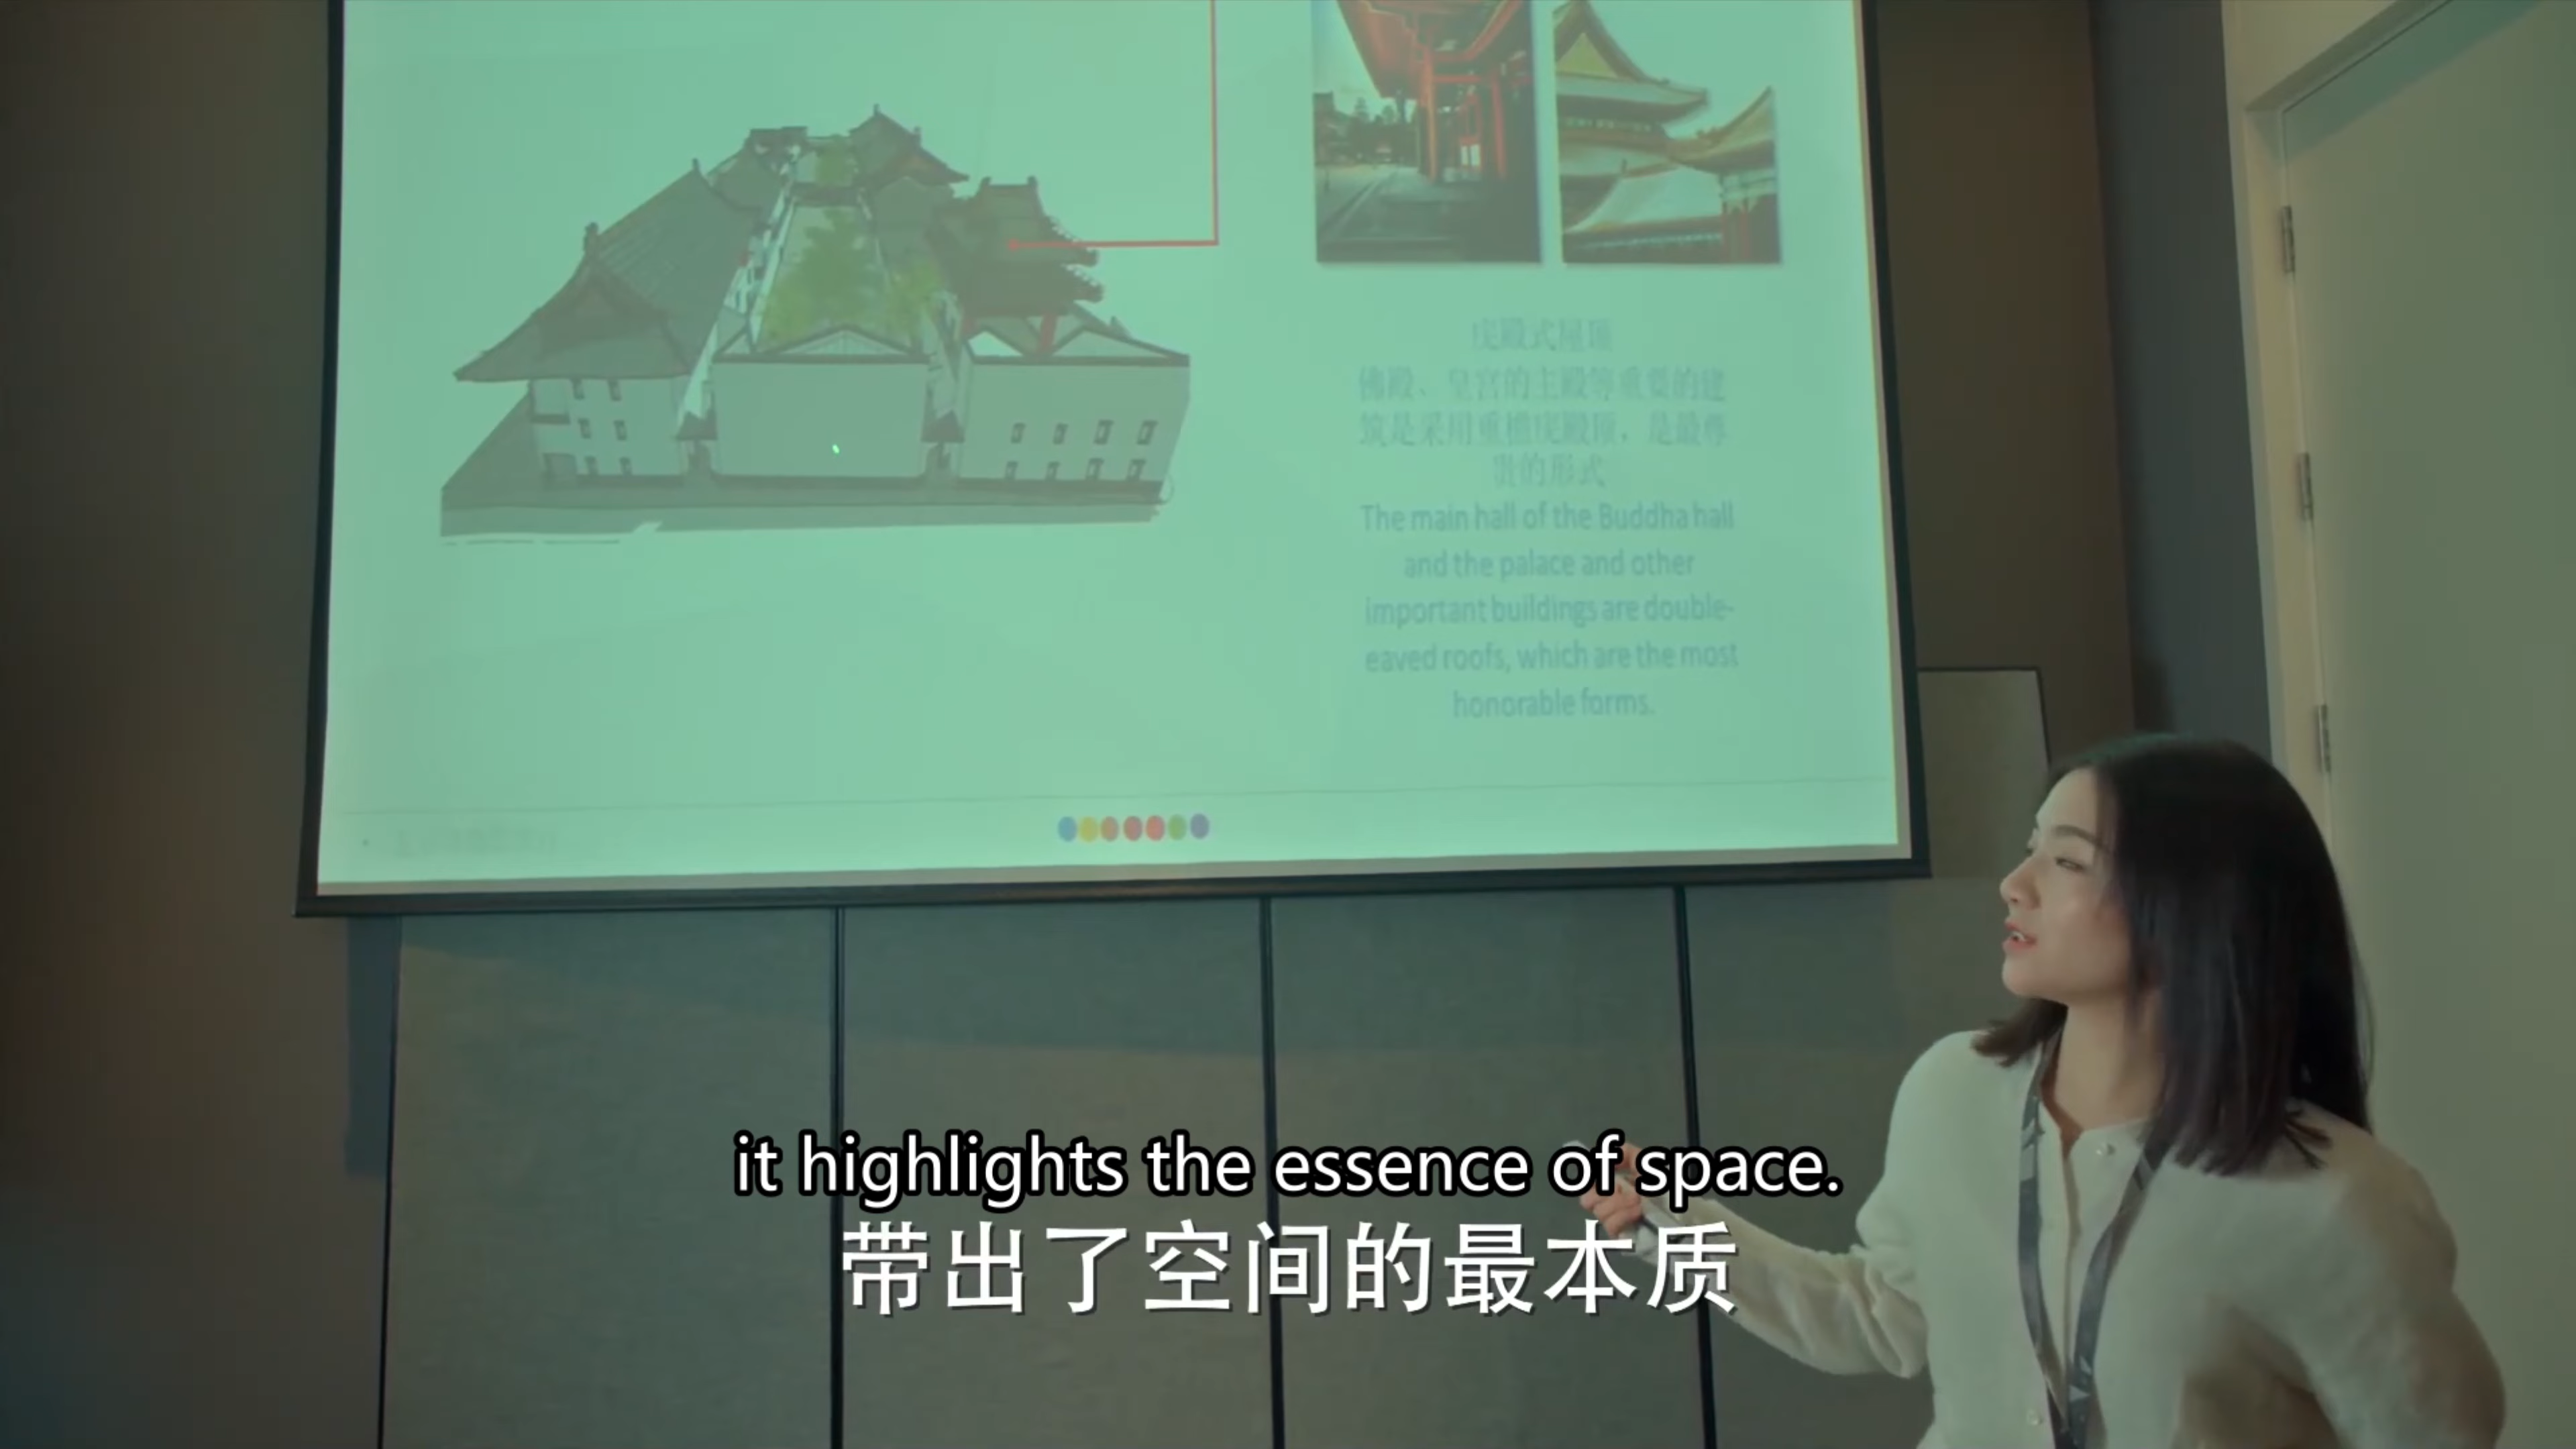 庑殿式屋顶
佛殿、皇宫的主殿等重要的建
筑是采用重檐庑殿顶，是最尊
贵的形式
The main hall of the Buddha hall
and the palace and other
important buildings are double-
eaved roofs, which are the most
honorable forms.
it highlights the essence of space.
带出了空间的最本质